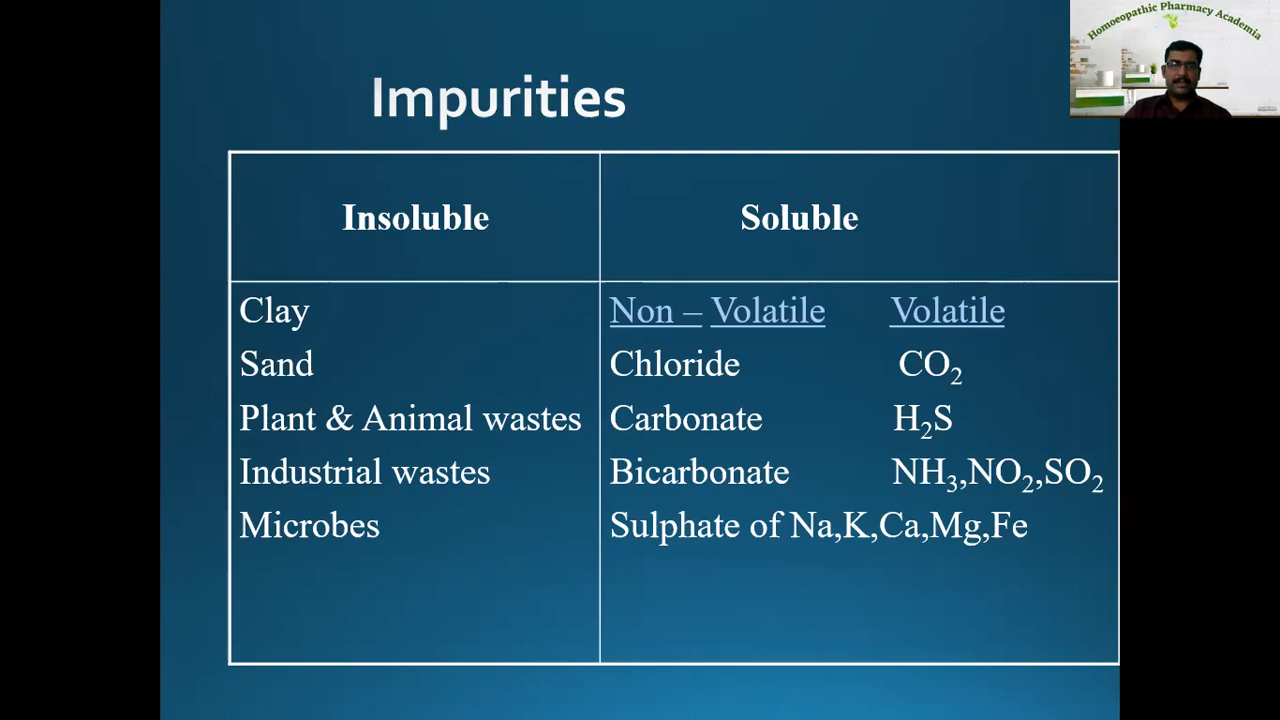 Homoeopathic Pharmacy Academia
Impurities
Insoluble Soluble
Clay Non – Volatile Volatile
Sand Chloride CO₂
Plant & Animal wastes Carbonate H₂S
Industrial wastes Bicarbonate NH₃,NO₂,SO₂
Microbes Sulphate of Na,K,Ca,Mg,Fe